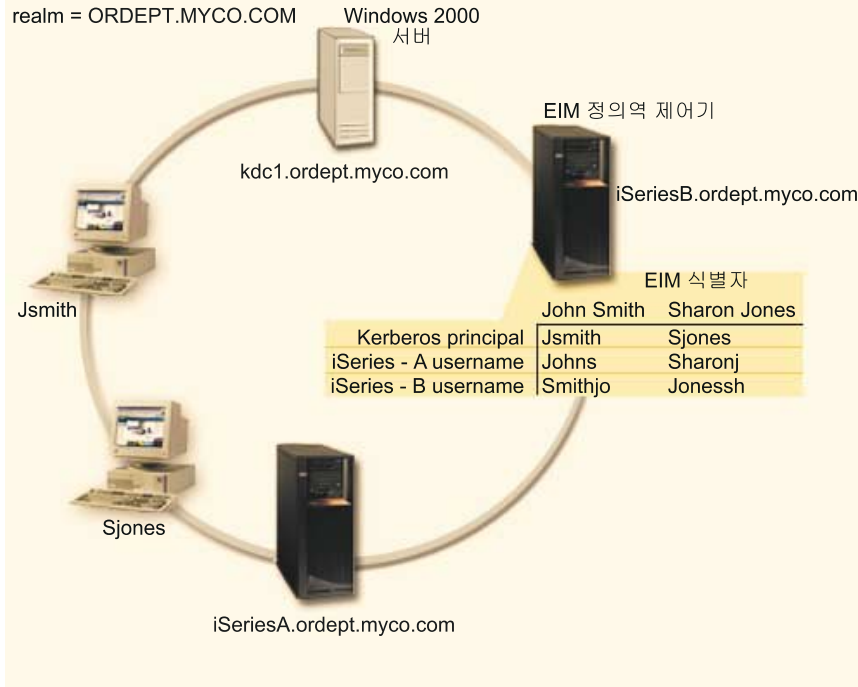 realm = ORDEPT.MYCO.COM
Windows 2000
서버
EIM 정의역 제어기
kdc1.ordept.myco.com
iSeriesB.ordept.myco.com
EIM 식별자
Jsmith
John Smith Sharon Jones
Kerberos principal Jsmith Sjones
iSeries - A username Johns Sharonj
iSeries - B username Smithjo Jonessh
Sjones
iSeriesA.ordept.myco.com